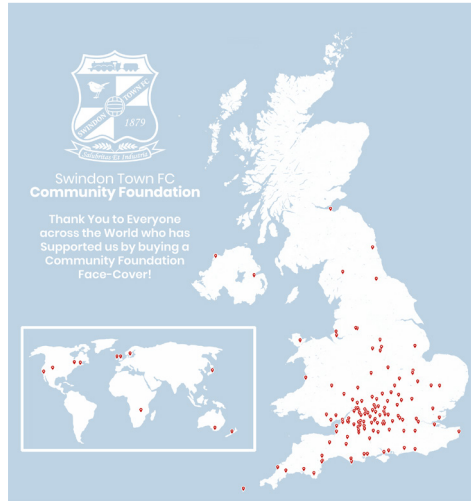 SWINDON TOWN FC
1879
Salubritas Et Industria
Swindon Town FC
Community Foundation
Thank You to Everyone
across the World who has
Supported us by buying a
Community Foundation
Face-Cover!